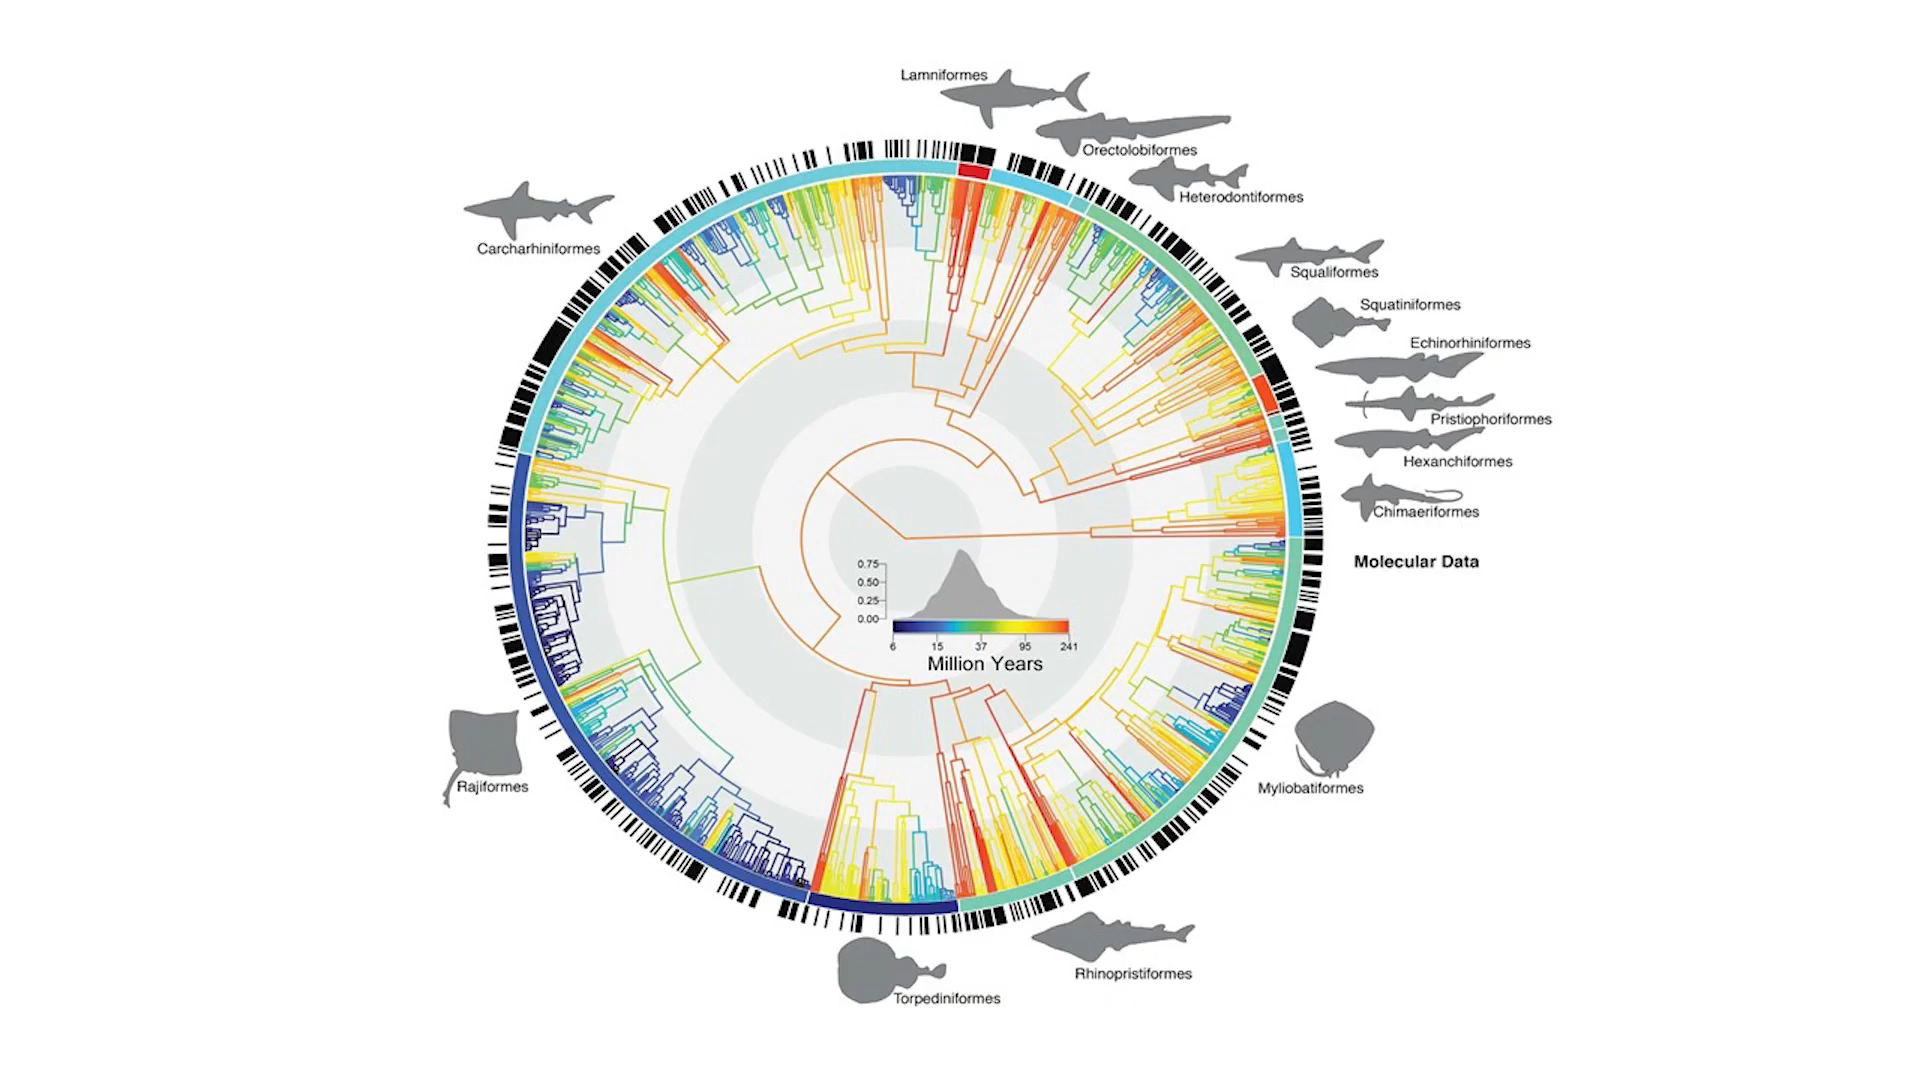 Lamniformes
Orectolobiformes
Heterodontiformes
Carcharhiniformes
Squaliformes
Squatiniformes
Echinorhiniformes
Pristiophoriformes
Hexanchiformes
Chimaeriformes
Molecular Data
0.75
0.50
0.25
0.00
6 15 37 95 241
Million Years
Rajiformes
Myliobatiformes
Rhinopristiformes
Torpediniformes